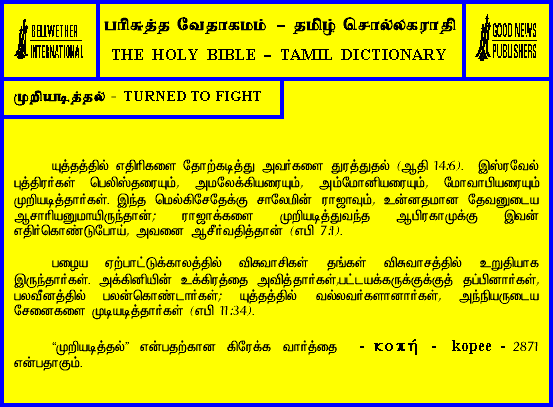 BELLWETHER
INTERNATIONAL
பரிசுத்த வேதாகமம் – தமிழ் சொல்லகராதி
THE HOLY BIBLE – TAMIL DICTIONARY
GOOD NEWS
PUBLISHERS
முறியடித்தல் - TURNED TO FIGHT
யுத்தத்தில் எதிரிகளை தோற்கடித்து அவர்களை துரத்துதல் (ஆதி 14:6). இஸ்ரவேல்
புத்திரர்கள் பெலிஸ்தரையும், அமலேக்கியரையும், அம்மோனியரையும், மோவாபியரையும்
முறியடித்தார்கள். இந்த மெல்கிசேதேக்கு சாலேமின் ராஜாவும், உன்னதமான தேவனுடைய
ஆசாரியனுமாயிருந்தான்; ராஜாக்களை முறியடித்துவந்த ஆபிரகாமுக்கு இவன்
எதிர்கொண்டுபோய், அவனை ஆசீர்வதித்தான் (எபி 7:1).
பழைய ஏற்பாட்டுக்காலத்தில் விசுவாசிகள் தங்கள் விசுவாசத்தில் உறுதியாக
இருந்தார்கள். அக்கினியின் உக்கிரத்தை அவித்தார்கள்,பட்டயக்கருக்குக்குத் தப்பினார்கள்,
பலவீனத்தில் பலன்கொண்டார்கள்; யுத்தத்தில் வல்லவர்களானார்கள், அந்நியருடைய
சேனைகளை முடியடித்தார்கள் (எபி 11:34).
“முறியடித்தல்” என்பதற்கான கிரேக்க வார்த்தை - κοπή - kopee - 2871
என்பதாகும்.